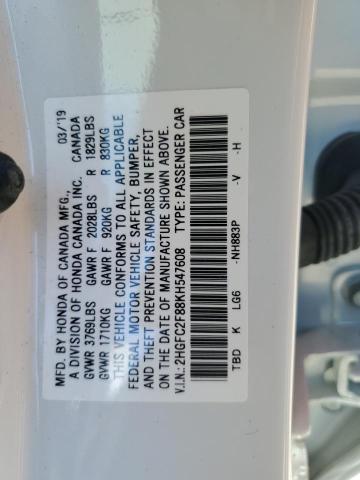 MFD. BY HONDA OF CANADA MFG., 03/'19
A DIVISION OF HONDA CANADA INC. CANADA
GVWR 3769LBS GAWR F 2028LBS R 1829LBS
GVWR 1710KG GAWR F 920KG R 830KG
THIS VEHICLE CONFORMS TO ALL APPLICABLE
FEDERAL MOTOR VEHICLE SAFETY, BUMPER,
AND THEFT PREVENTION STANDARDS IN EFFECT
ON THE DATE OF MANUFACTURE SHOWN ABOVE.
V.I.N.: 2HGFC2F88KH547608 TYPE: PASSENGER CAR
TBD K LG6 -NH883P -V -H